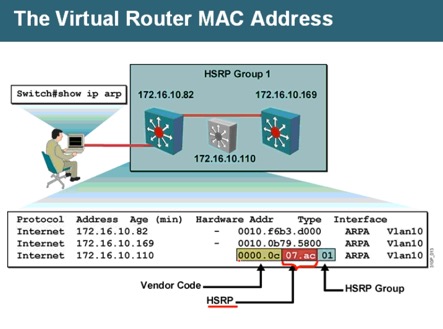 The Virtual Router MAC Address
HSRP Group 1
Switch#show ip arp
172.16.10.82
172.16.10.169
172.16.10.110
Protocol Address Age (min) Hardware Addr Type Interface
Internet 172.16.10.82 - 0010.f6b3.d000 ARPA Vlan10
Internet 172.16.10.169 - 0010.0b79.5800 ARPA Vlan10
Internet 172.16.10.110 0000.0c 07.ac 01 ARPA Vlan10
Vendor Code
HSRP
HSRP Group